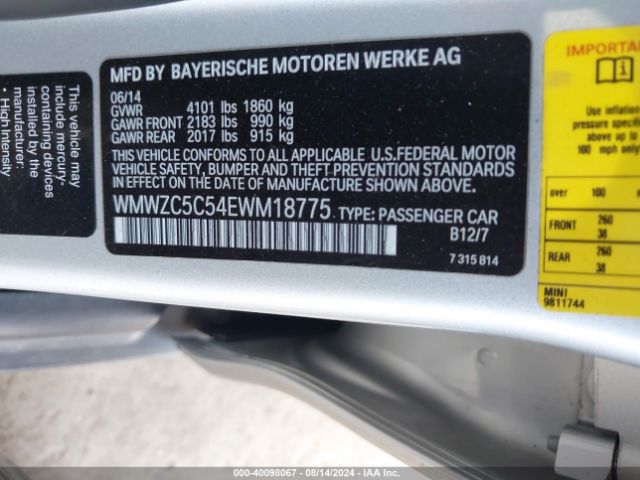 This vehicle may
include mercury-
containing devices
installed by the
manufacturer:
• High Intensity
MFD BY BAYERISCHE MOTOREN WERKE AG
06/14
GVWR 4101 lbs 1860 kg
GAWR FRONT 2183 lbs 990 kg
GAWR REAR 2017 lbs 915 kg
THIS VEHICLE CONFORMS TO ALL APPLICABLE U.S.FEDERAL MOTOR
VEHICLE SAFETY, BUMPER AND THEFT PREVENTION STANDARDS
IN EFFECT ON THE DATE OF MANUFACTURE SHOWN ABOVE.
WMWZC5C54EWM18775 TYPE: PASSENGER CAR
B12/7
7 315 814
IMPORTAN
Use inflation
pressure specifi
above up to
100 mph only
over 100
FRONT 260
38
REAR 260
38
MINI
9811744
000-40098067 | 08/14/2024 | IAA Inc.